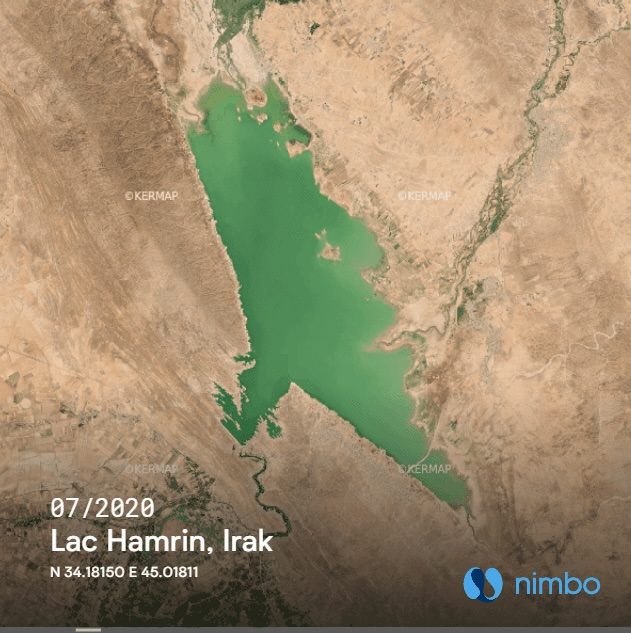 ©KERMAP ©KERMAP
©KERMAP ©KERMAP
07/2020
Lac Hamrin, Irak
N 34.18150 E 45.01811
nimbo